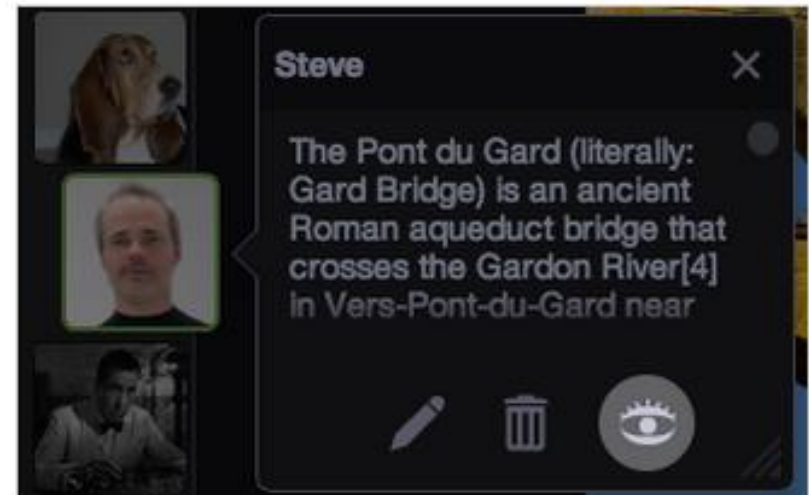 Steve
The Pont du Gard (literally:
Gard Bridge) is an ancient
Roman aqueduct bridge that
crosses the Gardon River[4]
in Vers-Pont-du-Gard near